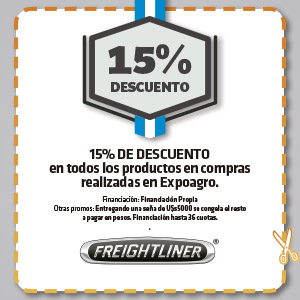 15%
DESCUENTO
15% DE DESCUENTO
en todos los productos en compras
realizadas en Expoagro.
Financiación: Financiación Propia
Otras promos: Entregando una seña de U$s5000 se congela el resto
a pagar en pesos. Financiación hasta 36 cuotas.
.
FREIGHTLINER®